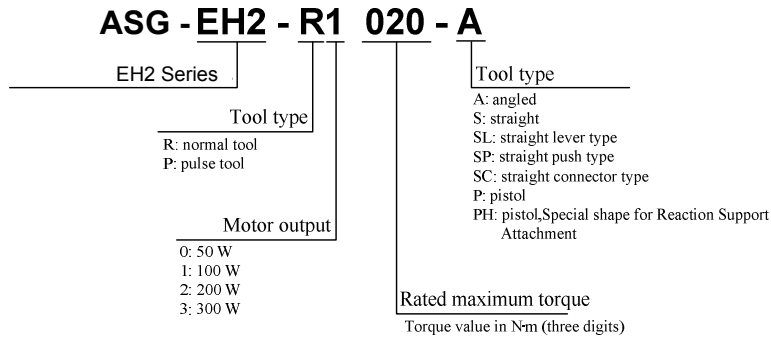 ASG - EH2 - R1 020 - A
EH2 Series
Tool type
R: normal tool
P: pulse tool
Motor output
0: 50 W
1: 100 W
2: 200 W
3: 300 W
Tool type
A: angled
S: straight
SL: straight lever type
SP: straight push type
SC: straight connector type
P: pistol
PH: pistol,Special shape for Reaction Support
Attachment
Rated maximum torque
Torque value in N·m (three digits)